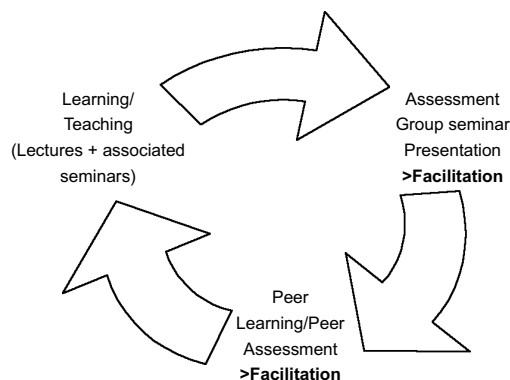 Learning/
Teaching
(Lectures + associated
seminars)
Assessment
Group seminar
Presentation
>Facilitation
Peer
Learning/Peer
Assessment
>Facilitation